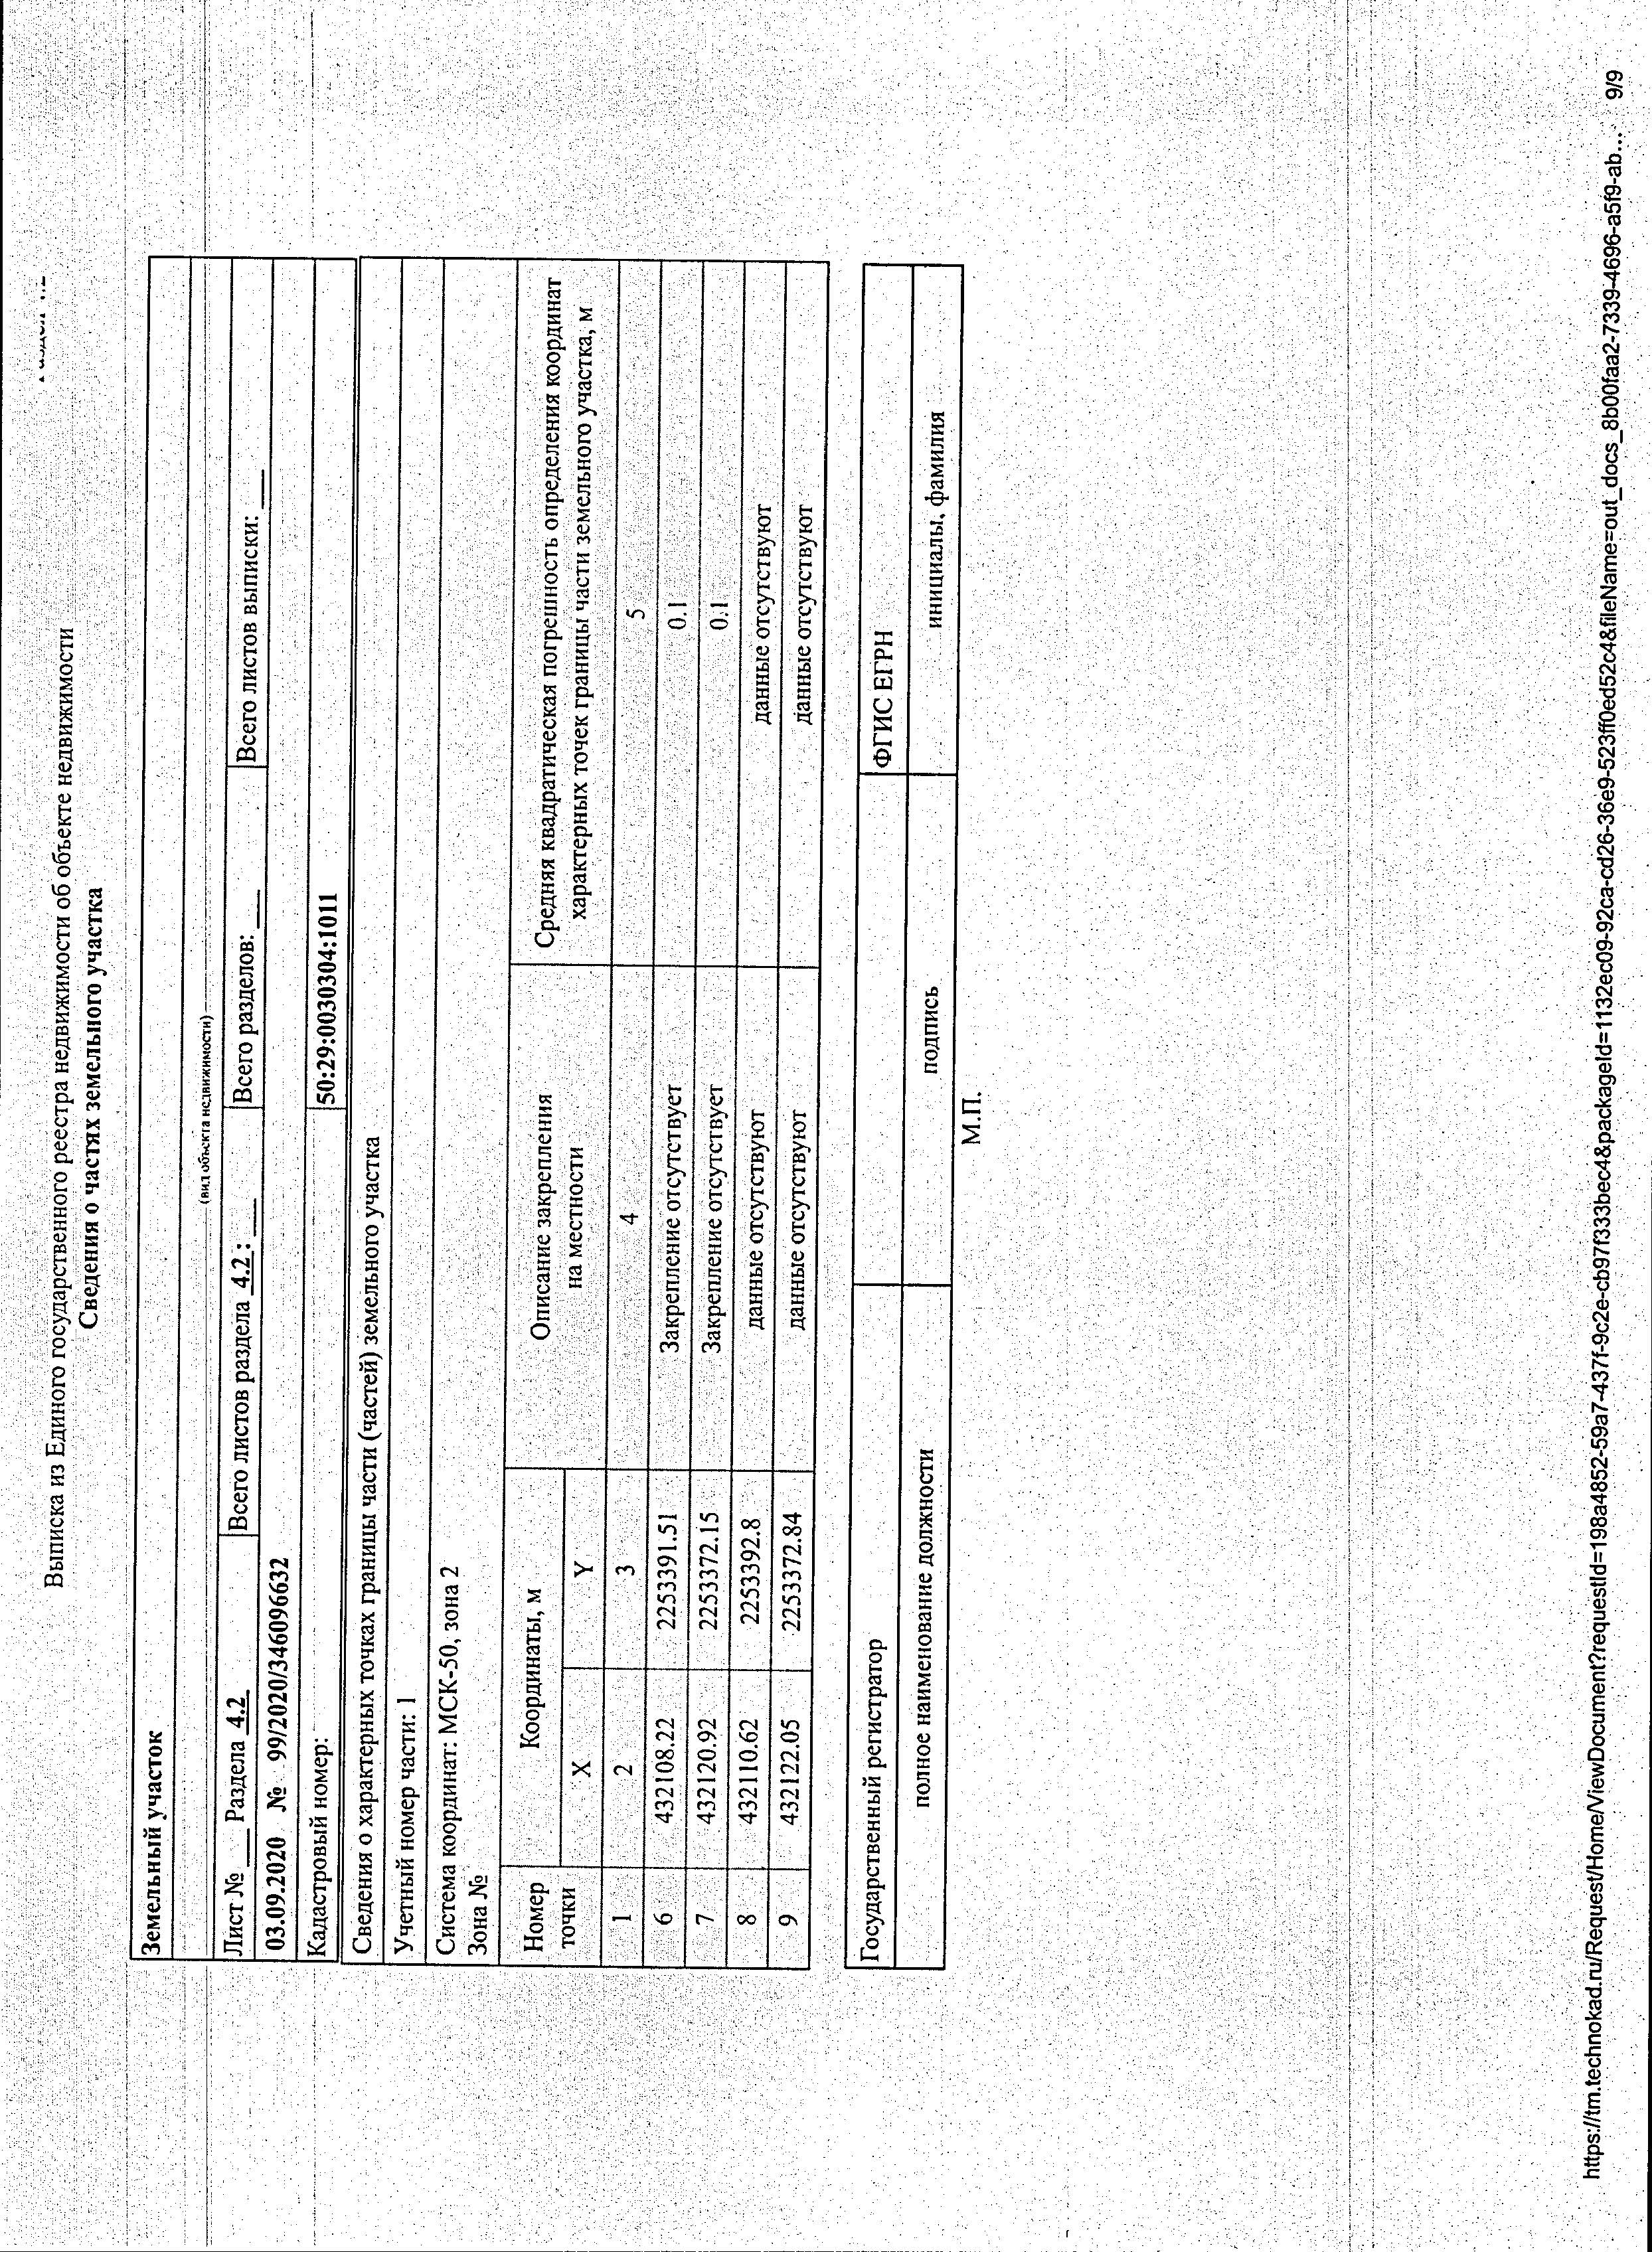 Выписка из Единого государственного реестра недвижимости об объекте недвижимости
Сведения о частях земельного участка
Земельный участок
(вид объекта недвижимости)
Лист № ___ Раздела 4.2 Всего листов раздела 4.2 : ___ Всего разделов: ___ Всего листов выписки: ___
03.09.2020 № 99/2020/346096632
Кадастровый номер: 50:29:0030304:1011
Сведения о характерных точках границы части (частей) земельного участка
Учетный номер части: 1
Система координат: МСК-50, зона 2
Зона №
Номер точки Координаты, м Описание закрепления на местности Средняя квадратическая погрешность определения координат характерных точек границы части земельного участка, м
X Y
1 2 3 4 5
6 432108.22 2253391.51 Закрепление отсутствует 0.1
7 432120.92 2253372.15 Закрепление отсутствует 0.1
8 432110.62 2253392.8 данные отсутствуют данные отсутствуют
9 432122.05 2253372.84 данные отсутствуют данные отсутствуют
Государственный регистратор ФГИС ЕГРН
полное наименование должности подпись инициалы, фамилия
М.П.
https://tm.technokad.ru/Request/Home/ViewDocument?requestId=198a4852-59a7-437f-9c2e-cb97f333bec4&packageId=1132ec09-92ca-cd26-36e9-523ff0ed52c4&fileName=out_docs_8b00faa2-7339-4696-a5f9-ab... 9/9